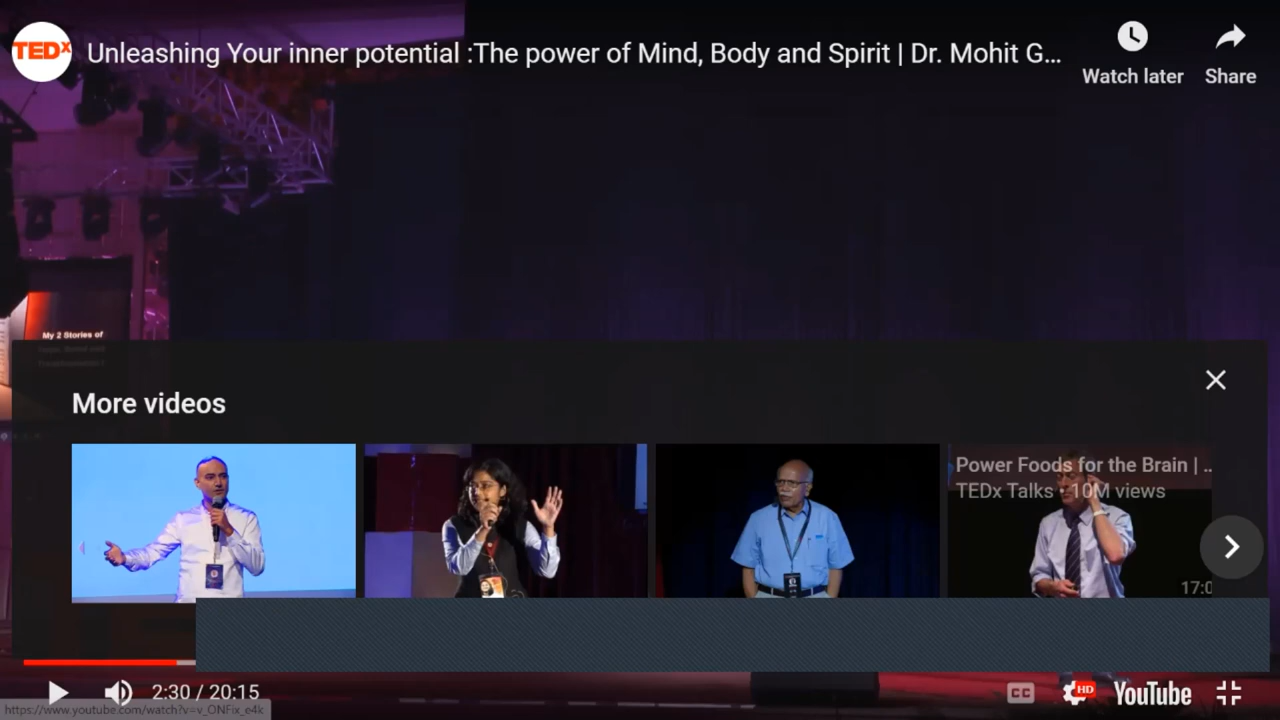 TEDx
Unleashing Your inner potential :The power of Mind, Body and Spirit | Dr. Mohit G...
Watch later
Share
My 2 Stories of
More videos
Power Foods for the Brain | ..
TEDx Talks • 10M views
17:0
2:30 / 20:15
CC
HD
YouTube
https://www.youtube.com/watch?v=v_ONFix_e4k